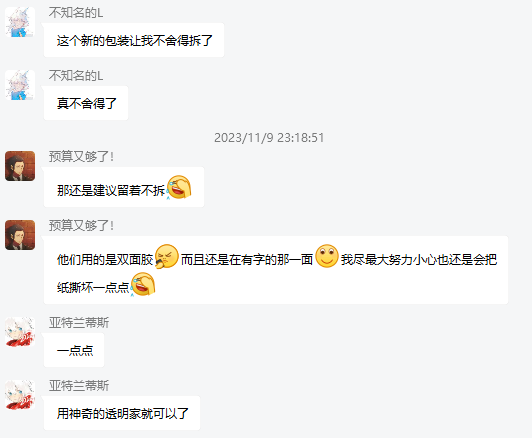 不知名的L
这个新的包装让我不舍得拆了
不知名的L
真不舍得了
2023/11/9 23:18:51
预算又够了!
那还是建议留着不拆
预算又够了!
他们用的是双面胶 而且还是在有字的那一面 我尽最大努力小心也还是会把
纸撕坏一点点
亚特兰蒂斯
一点点
亚特兰蒂斯
用神奇的透明家就可以了